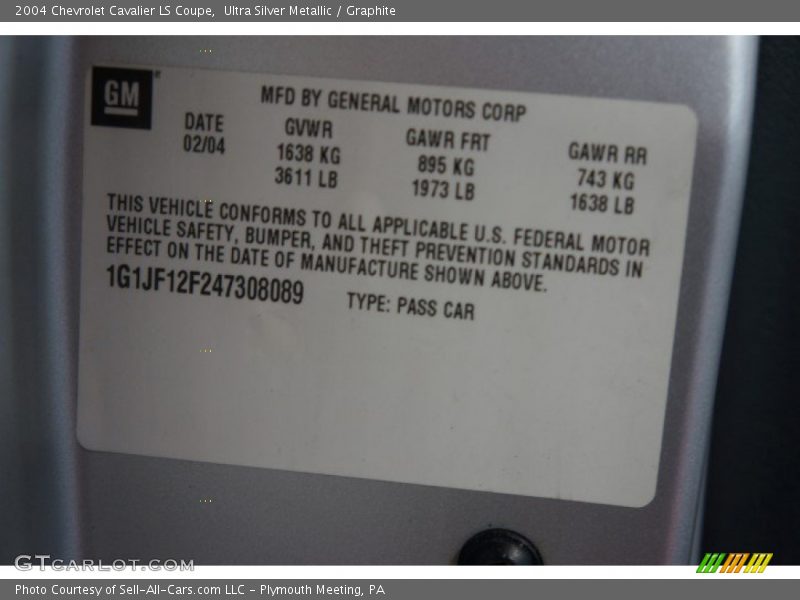 2004 Chevrolet Cavalier LS Coupe,  Ultra Silver Metallic / Graphite
GM
MFD BY GENERAL MOTORS CORP
DATE GVWR GAWR FRT GAWR RR
02/04 1638 KG 895 KG 743 KG
3611 LB 1973 LB 1638 LB
THIS VEHICLE CONFORMS TO ALL APPLICABLE U.S. FEDERAL MOTOR
VEHICLE SAFETY, BUMPER, AND THEFT PREVENTION STANDARDS IN
EFFECT ON THE DATE OF MANUFACTURE SHOWN ABOVE.
1G1JF12F247308089 TYPE: PASS CAR
GTCARLOT.COM
Photo Courtesy of Sell-All-Cars.com LLC - Plymouth Meeting, PA